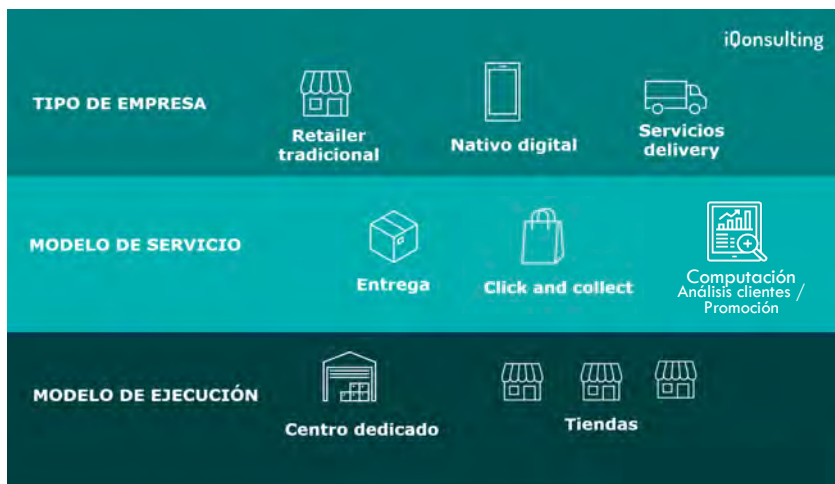 iQonsulting
TIPO DE EMPRESA
Retailer
tradicional
Nativo digital
Servicios
delivery
MODELO DE SERVICIO
Entrega
Click and collect
Computación
Análisis clientes /
Promoción
MODELO DE EJECUCIÓN
Centro dedicado
Tiendas